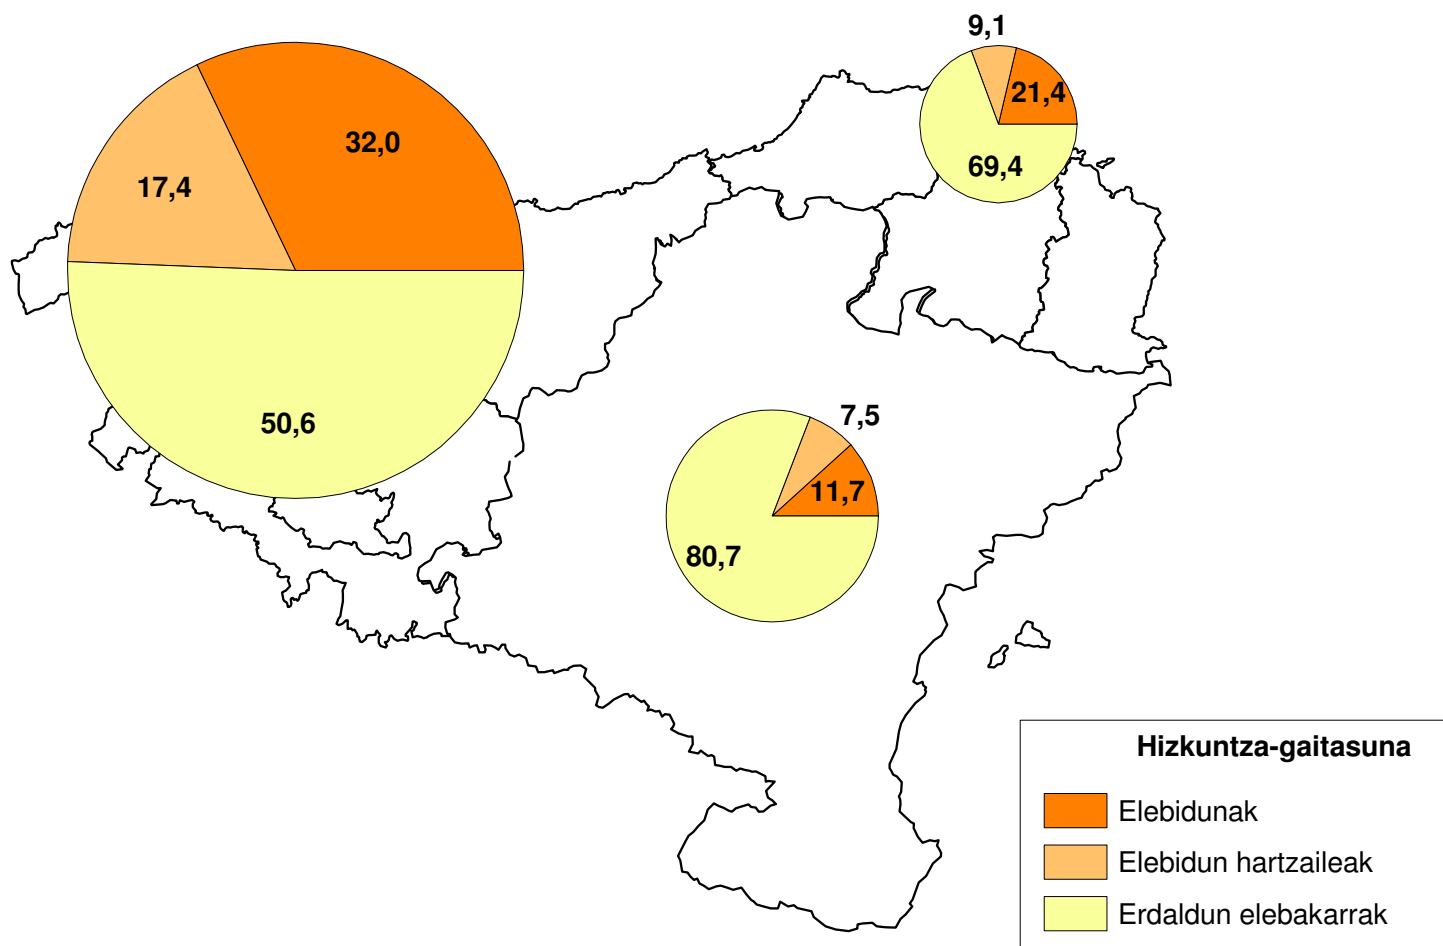 9,1
21,4
69,4
32,0
17,4
50,6
7,5
11,7
80,7
Hizkuntza-gaitasuna
Elebidunak
Elebidun hartzaileak
Erdaldun elebakarrak